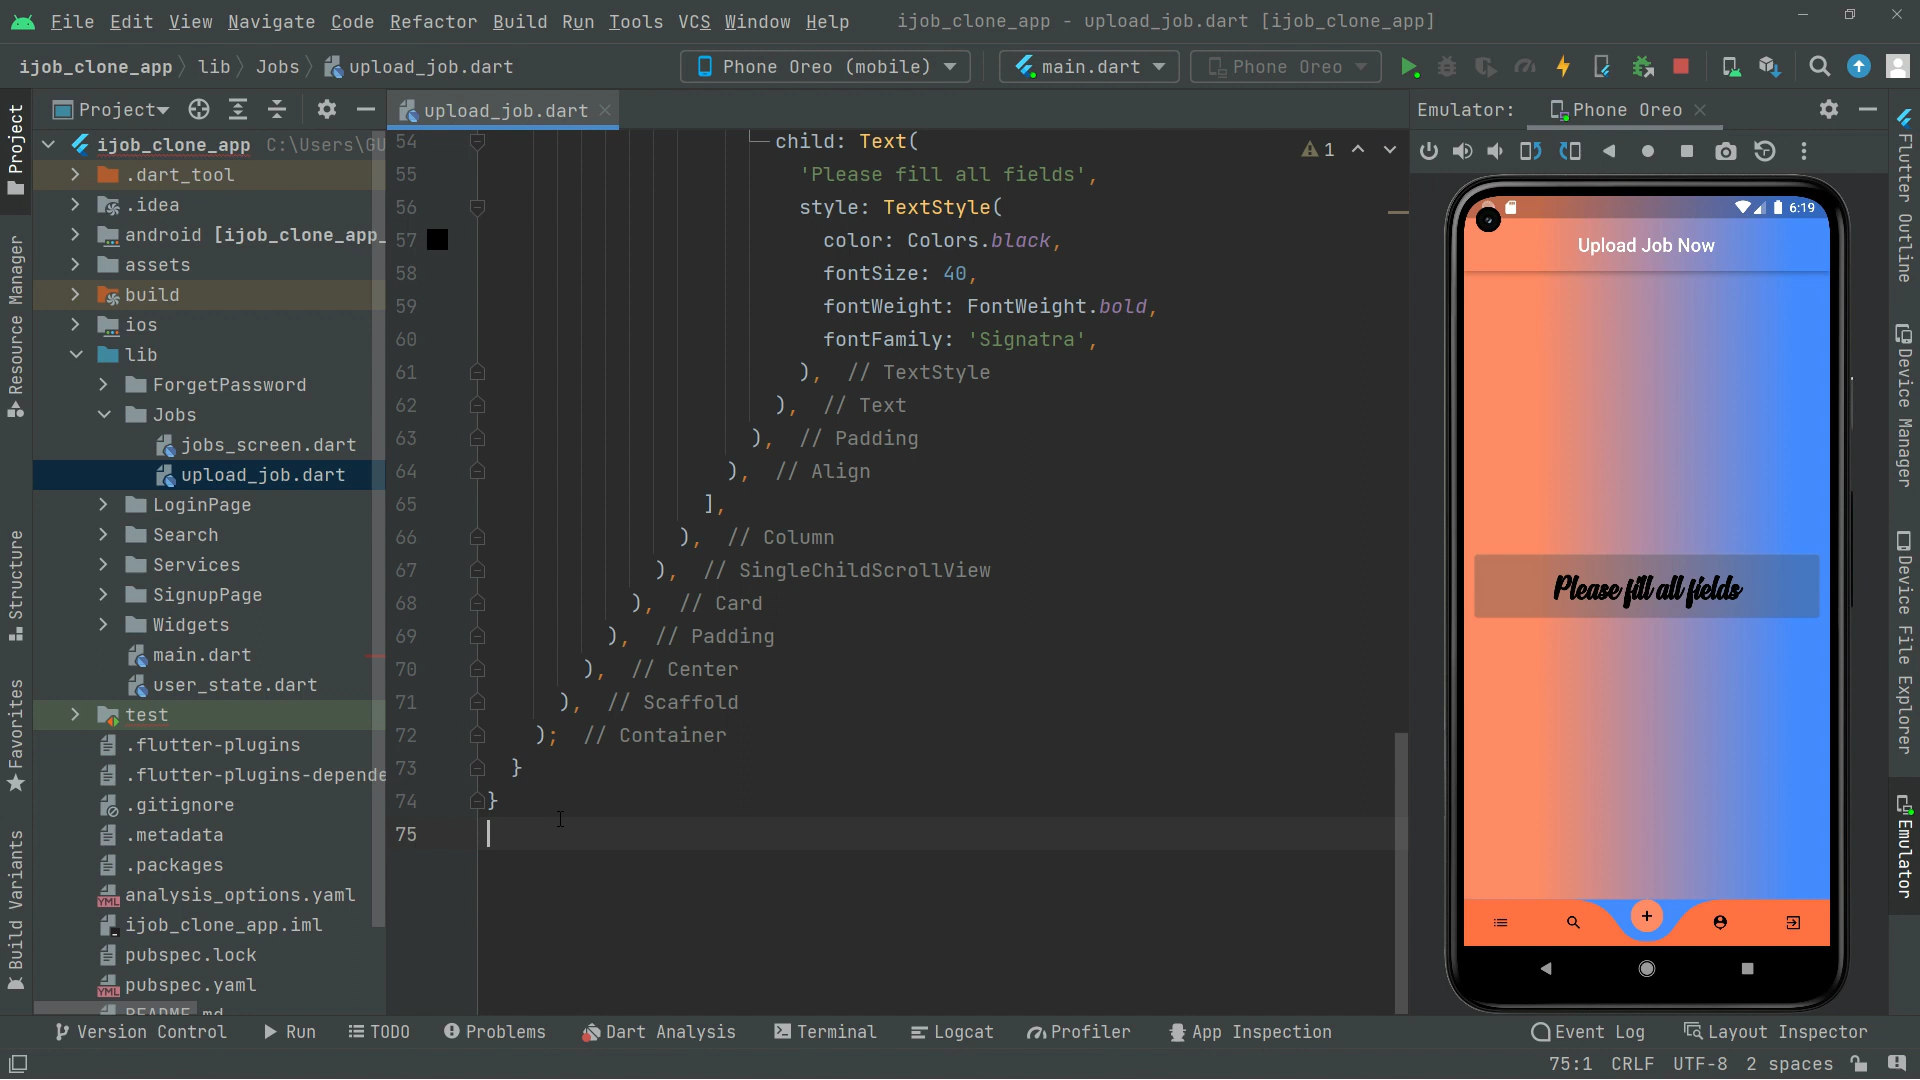 File Edit View Navigate Code Refactor Build Run Tools VCS Window Help ijob_clone_app - upload_job.dart [ijob_clone_app]
ijob_clone_app lib Jobs upload_job.dart Phone Oreo (mobile) main.dart Phone Oreo
Project
upload_job.dart
Emulator: Phone Oreo
ijob_clone_app C:\Users\GU
.dart_tool
.idea
android [ijob_clone_app_
assets
build
ios
lib
ForgetPassword
Jobs
jobs_screen.dart
upload_job.dart
LoginPage
Search
Services
SignupPage
Widgets
main.dart
user_state.dart
test
.flutter-plugins
.flutter-plugins-depende
.gitignore
.metadata
.packages
analysis_options.yaml
ijob_clone_app.iml
pubspec.lock
pubspec.yaml
README.md
54 child: Text(
55 'Please fill all fields',
56 style: TextStyle(
57 color: Colors.black,
58 fontSize: 40,
59 fontWeight: FontWeight.bold,
60 fontFamily: 'Signatra',
61 ), // TextStyle
62 ), // Text
63 ), // Padding
64 ), // Align
65 ],
66 ), // Column
67 ), // SingleChildScrollView
68 ), // Card
69 ), // Padding
70 ), // Center
71 ), // Scaffold
72 ); // Container
73 }
74 }
75
1
6:19
Upload Job Now
Please fill all fields
Project
Resource Manager
Structure
Favorites
Build Variants
Flutter Outline
Device Manager
Device File Explorer
Emulator
Version Control Run TODO Problems Dart Analysis Terminal Logcat Profiler App Inspection Event Log Layout Inspector
75:1 CRLF UTF-8 2 spaces